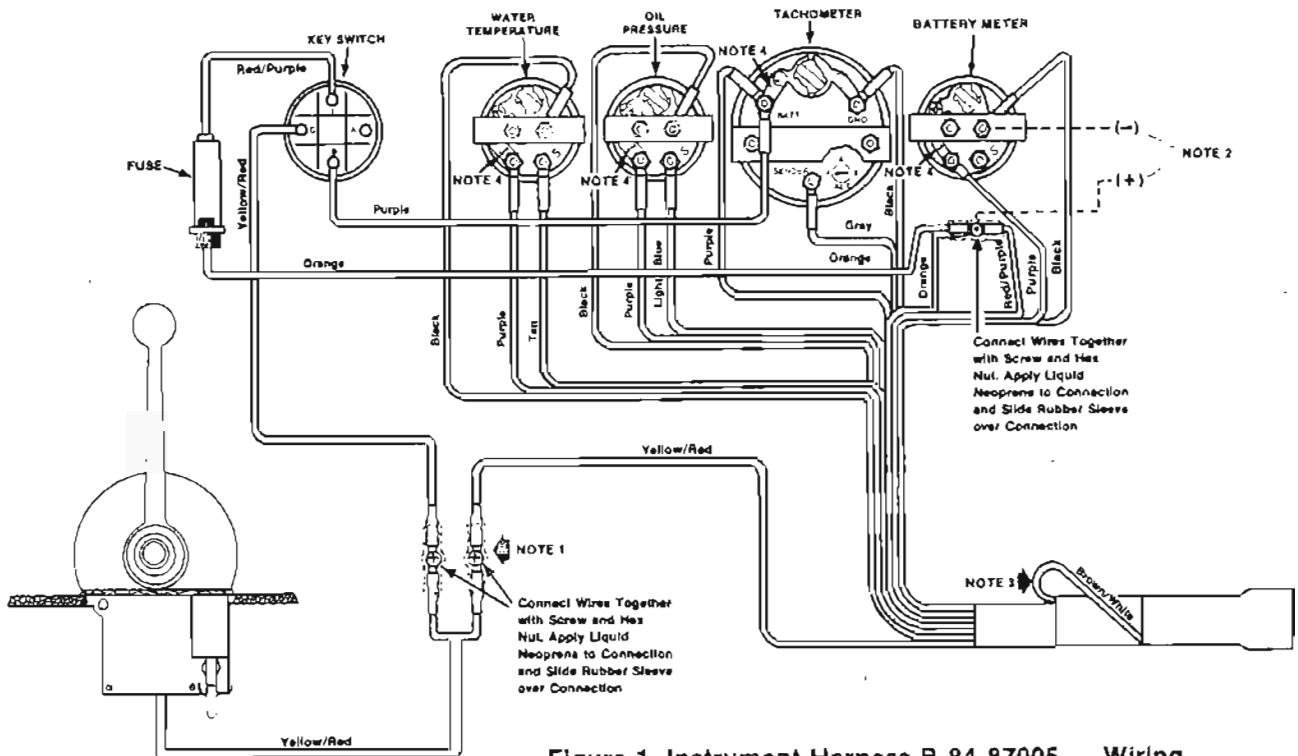 WATER
TEMPERATURE
OIL
PRESSURE
TACHOMETER
BATTERY METER
KEY SWITCH
NOTE 4
Red/Purple
I
C
A
B
BATT
GND
S
S
S
(-)
NOTE 2
(+)
FUSE
NOTE 4
NOTE 4
NOTE 4
SENDER
Yellow/Red
Purple
Black
Gray
Orange
Orange
Black
Purple
Tan
Black
Purple
Light Blue
Purple
Orange
Red/Purple
Purple
Black
Connect Wires Together
with Screw and Hex
Nut. Apply Liquid
Neoprene to Connection
and Slide Rubber Sleeve
over Connection
Yellow/Red
NOTE 1
NOTE 3
Brown/White
Connect Wires Together
with Screw and Hex
Nut. Apply Liquid
Neoprene to Connection
and Slide Rubber Sleeve
over Connection
Yellow/Red
Figure 1. Instrument Harness B-84-87005 Wiring